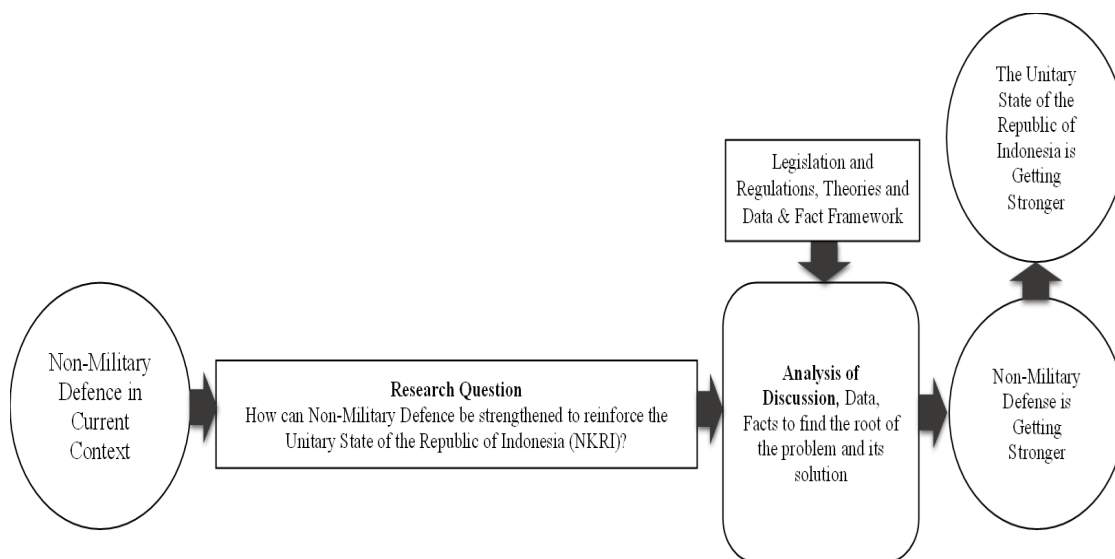 Non-Military
Defence in
Current
Context
Research Question
How can Non-Military Defence be strengthened to reinforce the
Unitary State of the Republic of Indonesia (NKRI)?
Legislation and
Regulations, Theories and
Data & Fact Framework
Analysis of
Discussion, Data,
Facts to find the root of
the problem and its
solution
Non-Military
Defense is
Getting
Stronger
The Unitary
State of the
Republic of
Indonesia is
Getting
Stronger